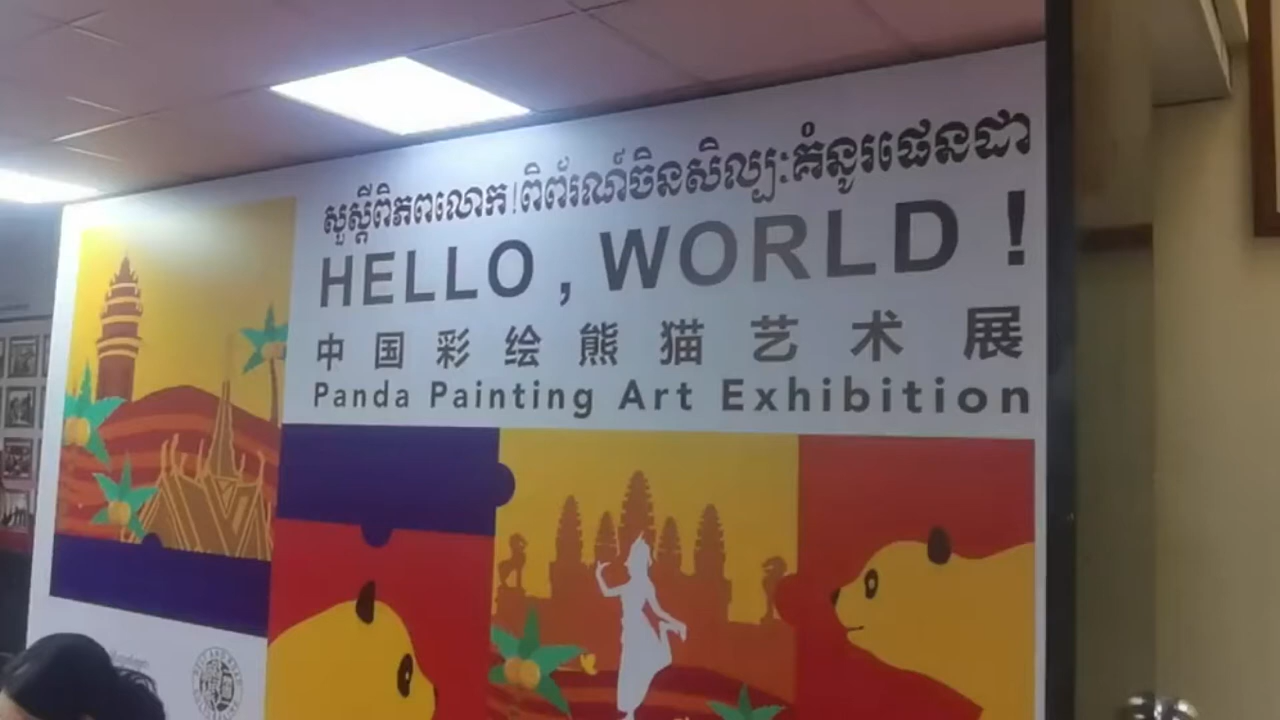 សួស្តីពិភពលោក!ពិព័រណ៍ចិនសិល្បៈគំនូរផេនដា
HELLO , WORLD !
中国彩绘熊猫艺术展
Panda Painting Art Exhibition